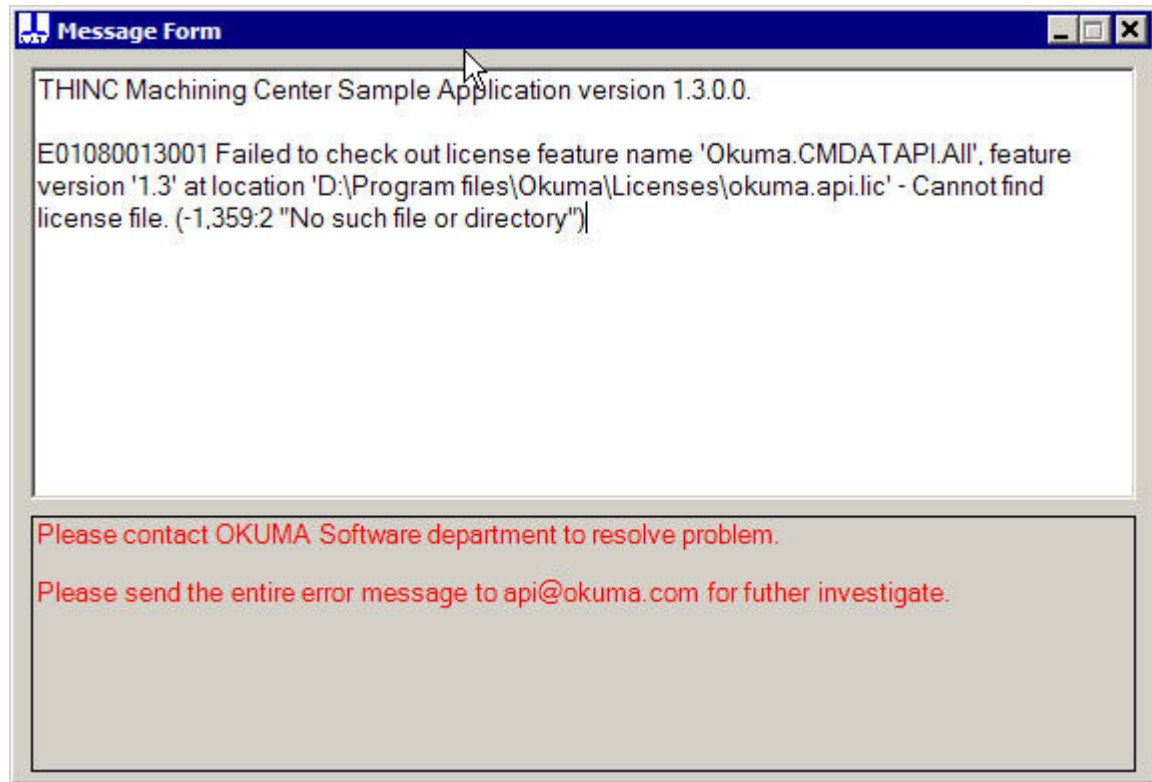 Message Form
THINC Machining Center Sample Application version 1.3.0.0.
E01080013001 Failed to check out license feature name 'Okuma.CMDATAPI.All', feature
version '1.3' at location 'D:\Program files\Okuma\Licenses\okuma.api.lic' - Cannot find
license file. (-1,359:2 "No such file or directory")
Please contact OKUMA Software department to resolve problem.
Please send the entire error message to api@okuma.com for futher investigate.